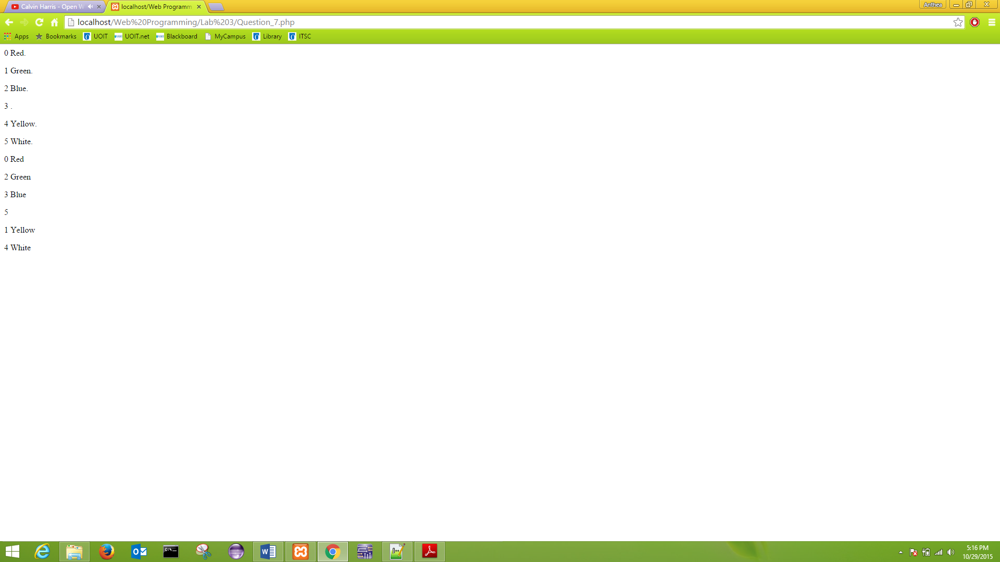 Calvin Harris - Open W
localhost/Web Programm
Anthea
localhost/Web%20Programming/Lab%203/Question_7.php
Apps Bookmarks UOIT UOIT.net Blackboard MyCampus Library ITSC
0 Red.
1 Green.
2 Blue.
3 .
4 Yellow.
5 White.
0 Red
2 Green
3 Blue
5
1 Yellow
4 White
5:16 PM
10/29/2015